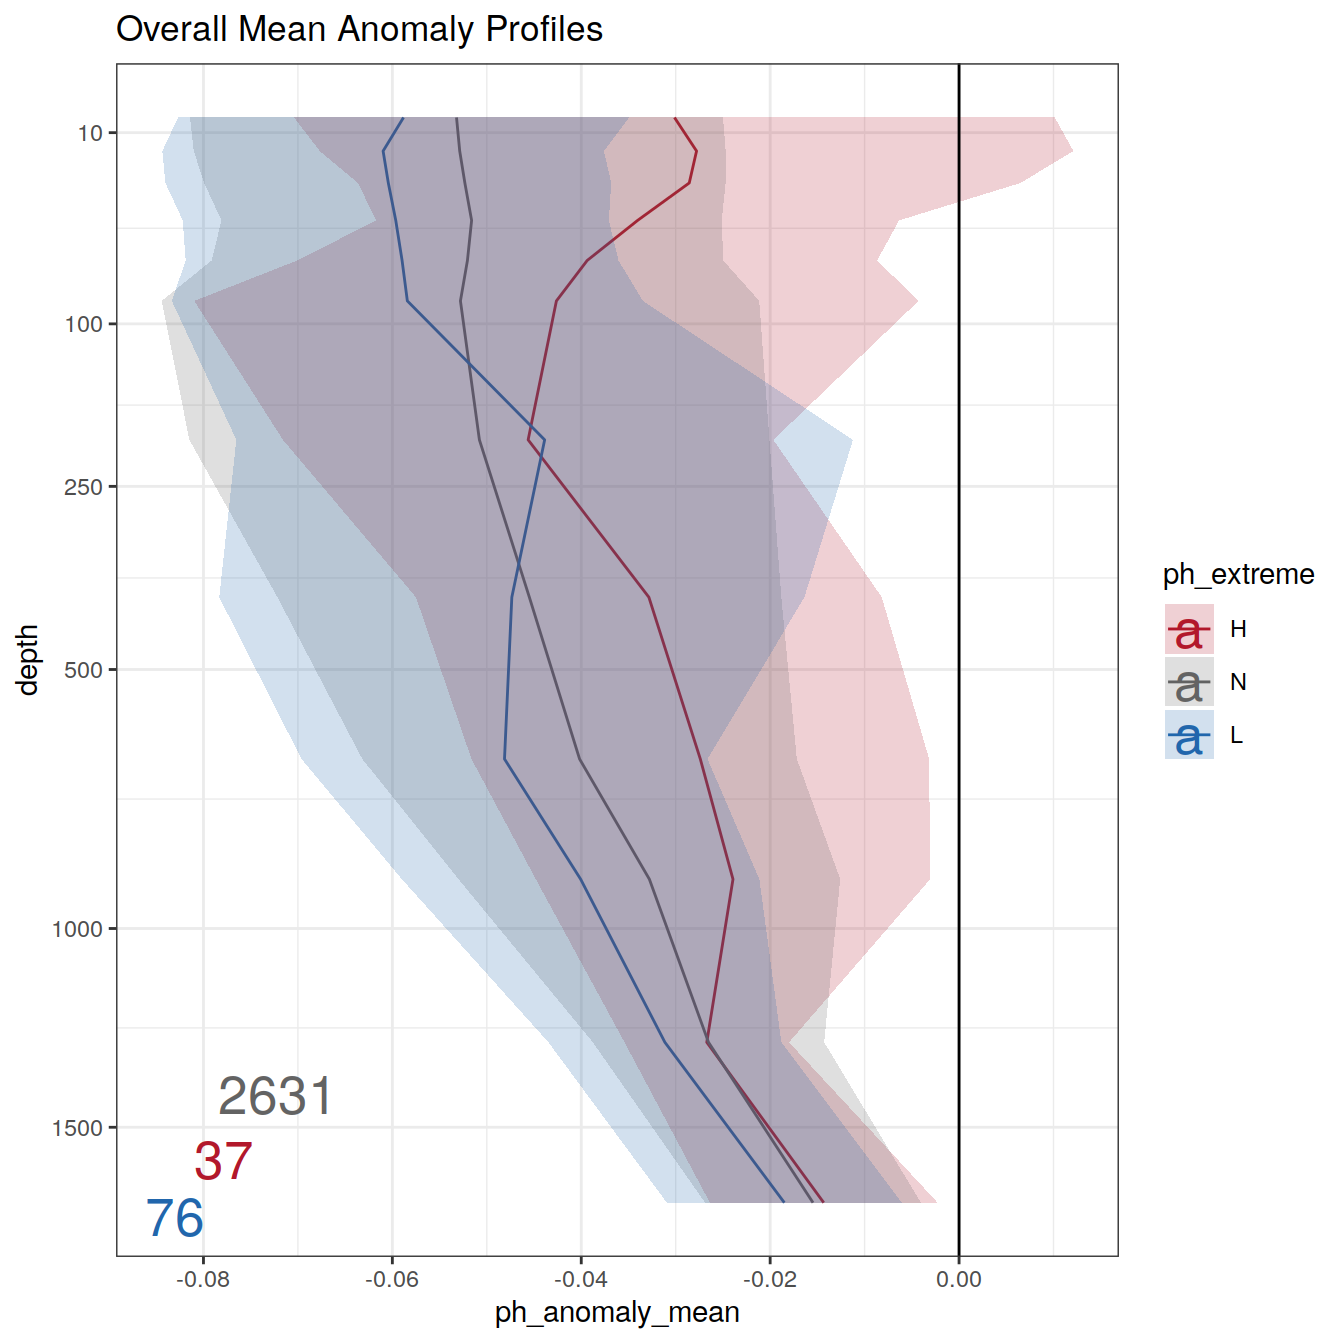 Overall Mean Anomaly Profiles
10
100
250
500
1000
1500
depth
2631
37
76
-0.08 -0.06 -0.04 -0.02 0.00
ph_anomaly_mean
ph_extreme
a H
a N
a L